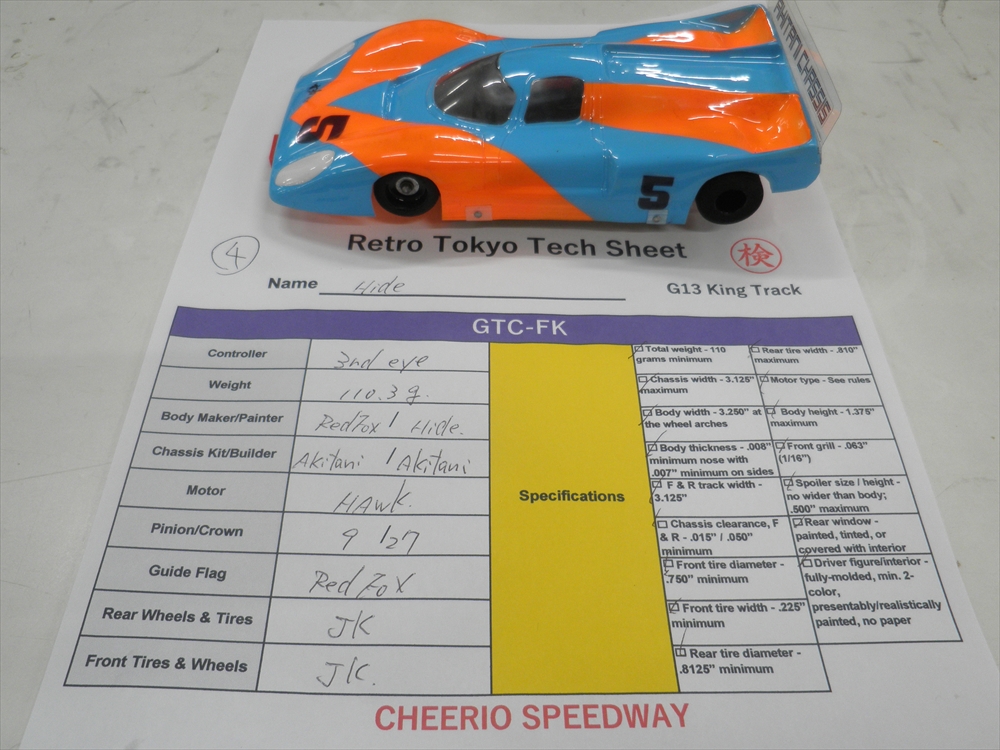 AKITANI CHASSIS
5
5
Retro Tokyo Tech Sheet
検
4
Name Hide
G13 King Track
GTC-FK
Controller 3rd eye
Weight 110.3g.
Body Maker/Painter RedFox / Hide.
Chassis Kit/Builder Akitani / Akitani
Motor HAWK.
Pinion/Crown 9 / 27
Guide Flag Red Fox
Rear Wheels & Tires JK
Front Tires & Wheels JK.
Specifications
Total weight - 110
grams minimum
Chassis width - 3.125"
maximum
Body width - 3.250" at
the wheel arches
Body thickness - .008"
minimum nose with
.007" minimum on sides
F & R track width -
3.125"
Chassis clearance, F
& R - .015" / .050"
minimum
Front tire diameter -
.750" minimum
Front tire width - .225"
minimum
Rear tire diameter -
.8125" minimum
Rear tire width - .810"
maximum
Motor type - See rules
Body height - 1.375"
maximum
Front grill - .063"
(1/16")
Spoiler size / height -
no wider than body;
.500" maximum
Rear window -
painted, tinted, or
covered with interior
Driver figure/interior -
fully-molded, min. 2-
color,
presentably/realistically
painted, no paper
CHEERIO SPEEDWAY